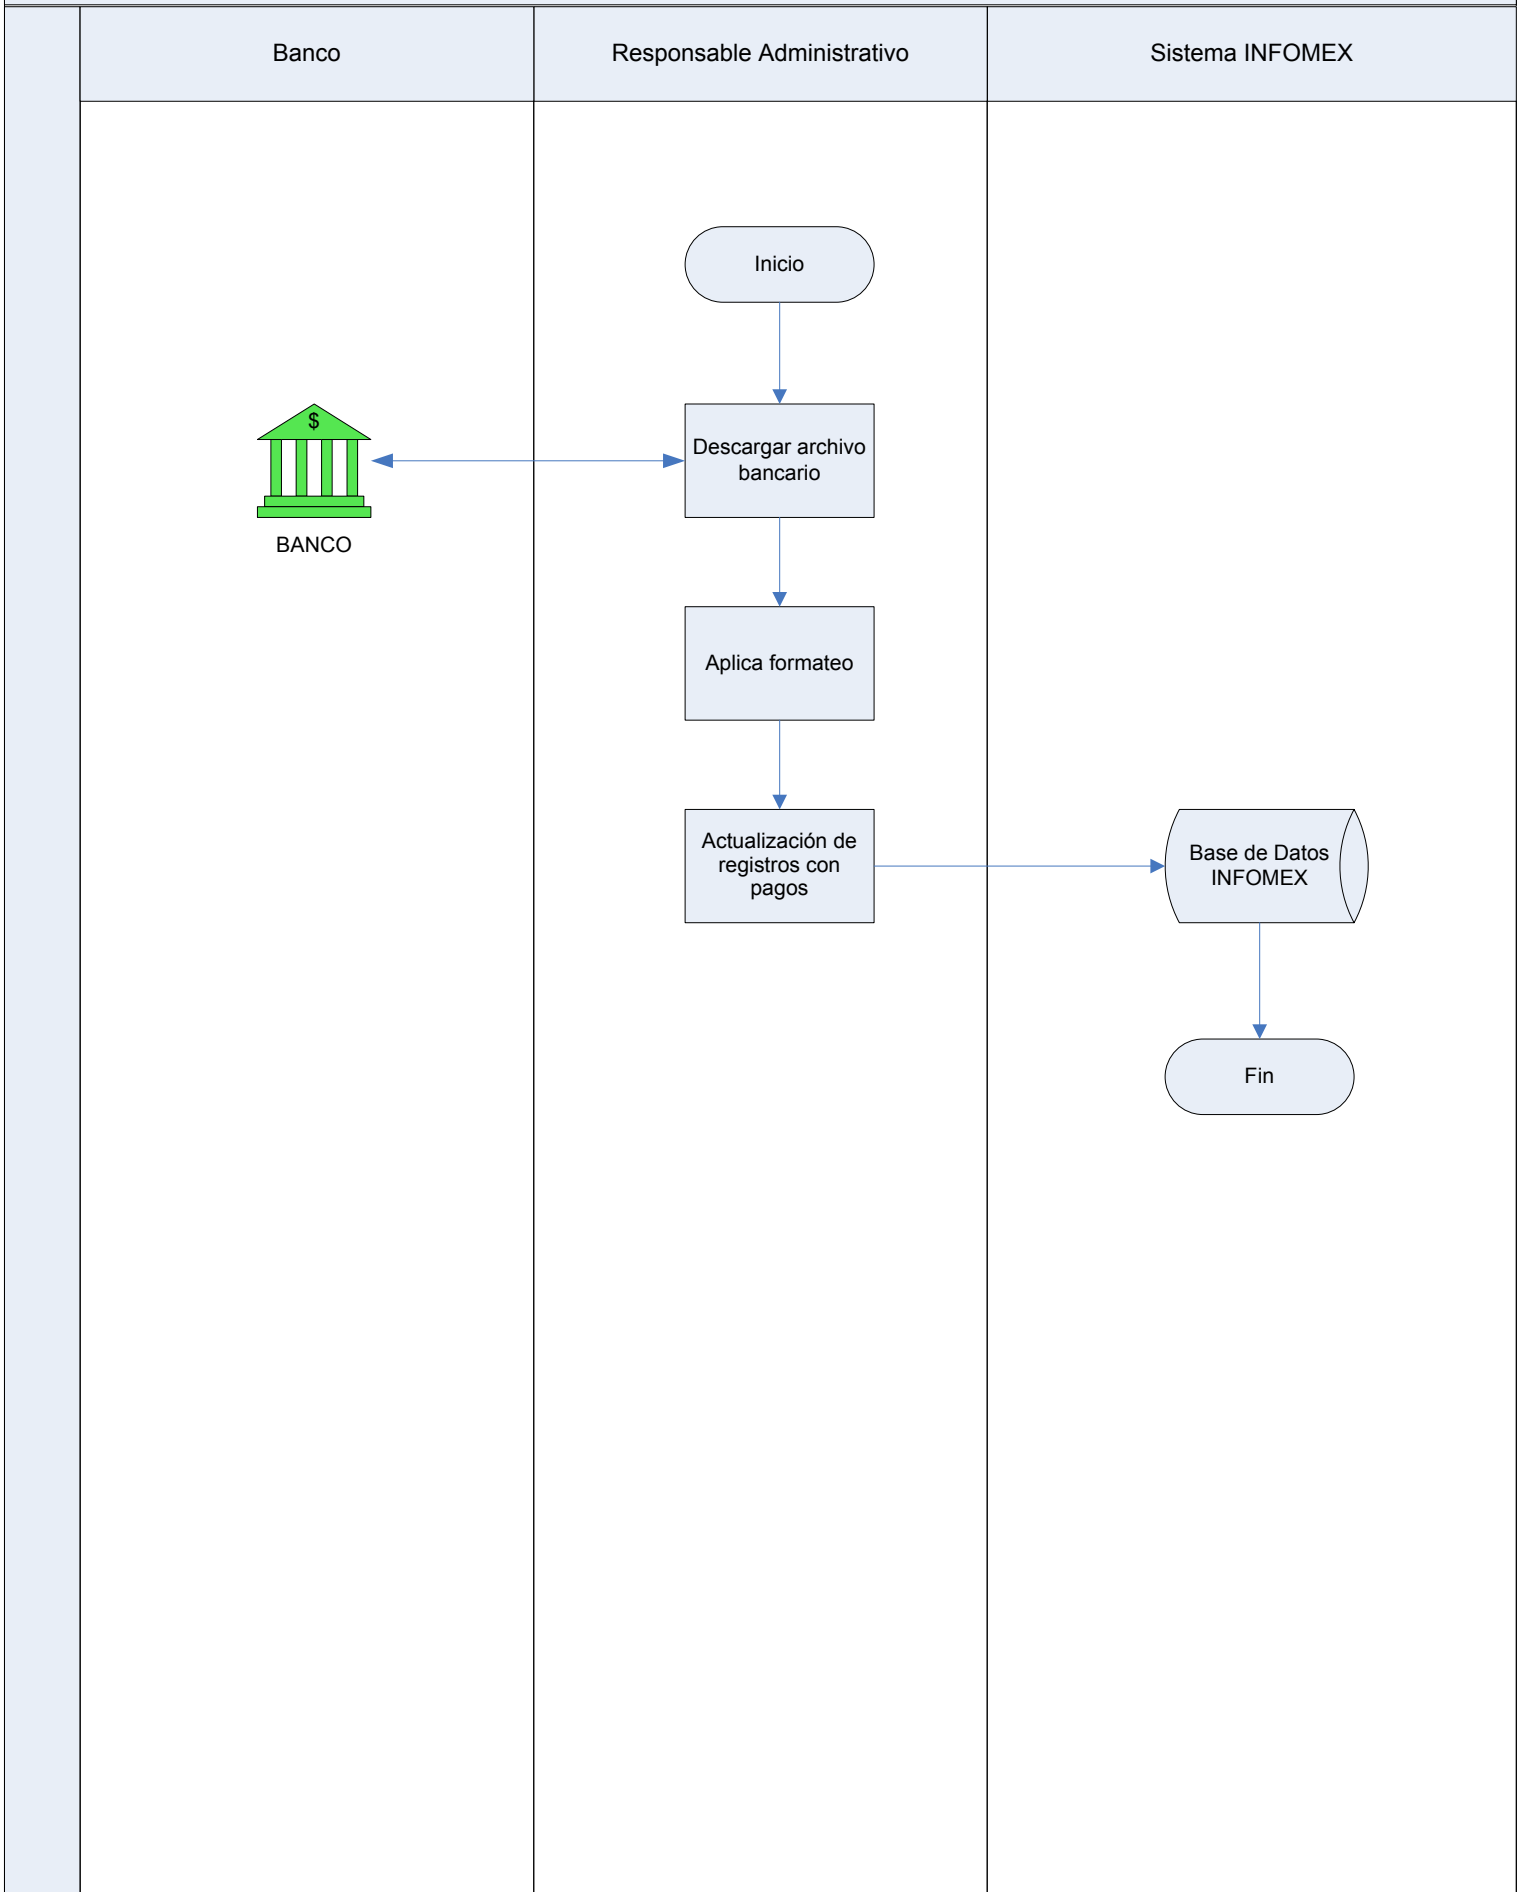 Banco
Responsable Administrativo
Sistema INFOMEX
Inicio
$
BANCO
Descargar archivo
bancario
Aplica formateo
Actualización de
registros con
pagos
Base de Datos
INFOMEX
Fin